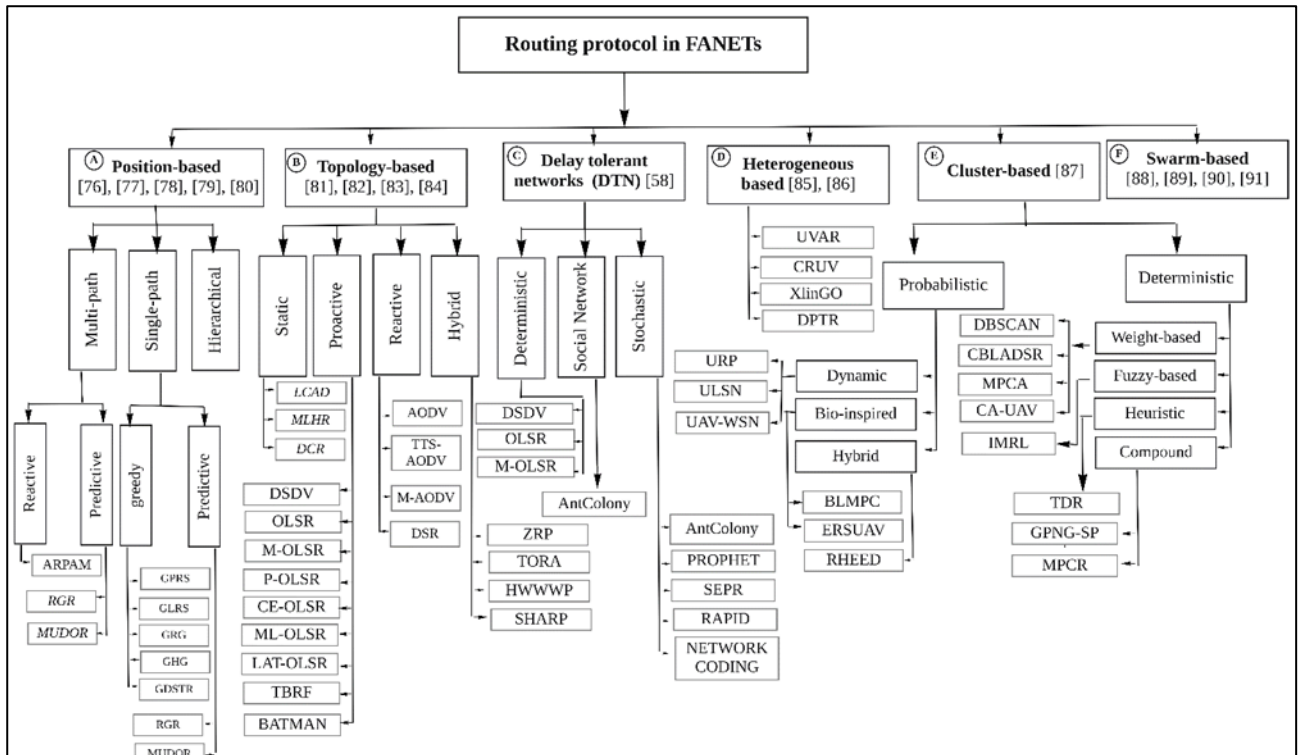 Routing protocol in FANETs
A
Position-based
[76], [77], [78], [79], [80]
B
Topology-based
[81], [82], [83], [84]
C
Delay tolerant
networks (DTN) [58]
D
Heterogeneous
based [85], [86]
E
Cluster-based [87]
F
Swarm-based
[88], [89], [90], [91]
Multi-path
Single-path
Hierarchical
Reactive
Predictive
greedy
Predictive
ARPAM
RGR
MUDOR
GPRS
GLRS
GRG
GHG
GDSTR
RGR
MUDOR
Static
Proactive
Reactive
Hybrid
LCAD
MLHR
DCR
DSDV
OLSR
M-OLSR
P-OLSR
CE-OLSR
ML-OLSR
LAT-OLSR
TBRF
BATMAN
AODV
TTS-
AODV
M-AODV
DSR
ZRP
TORA
HWWWP
SHARP
Deterministic
Social Network
Stochastic
DSDV
OLSR
M-OLSR
AntColony
AntColony
PROPHET
SEPR
RAPID
NETWORK
CODING
UVAR
CRUV
XlinGO
DPTR
Probabilistic
Dynamic
Bio-inspired
Hybrid
URP
ULSN
UAV-WSN
BLMPC
ERSUAV
RHEED
Deterministic
Weight-based
Fuzzy-based
Heuristic
Compound
DBSCAN
CBLADSR
MPCA
CA-UAV
IMRL
TDR
GPNG-SP
MPCR